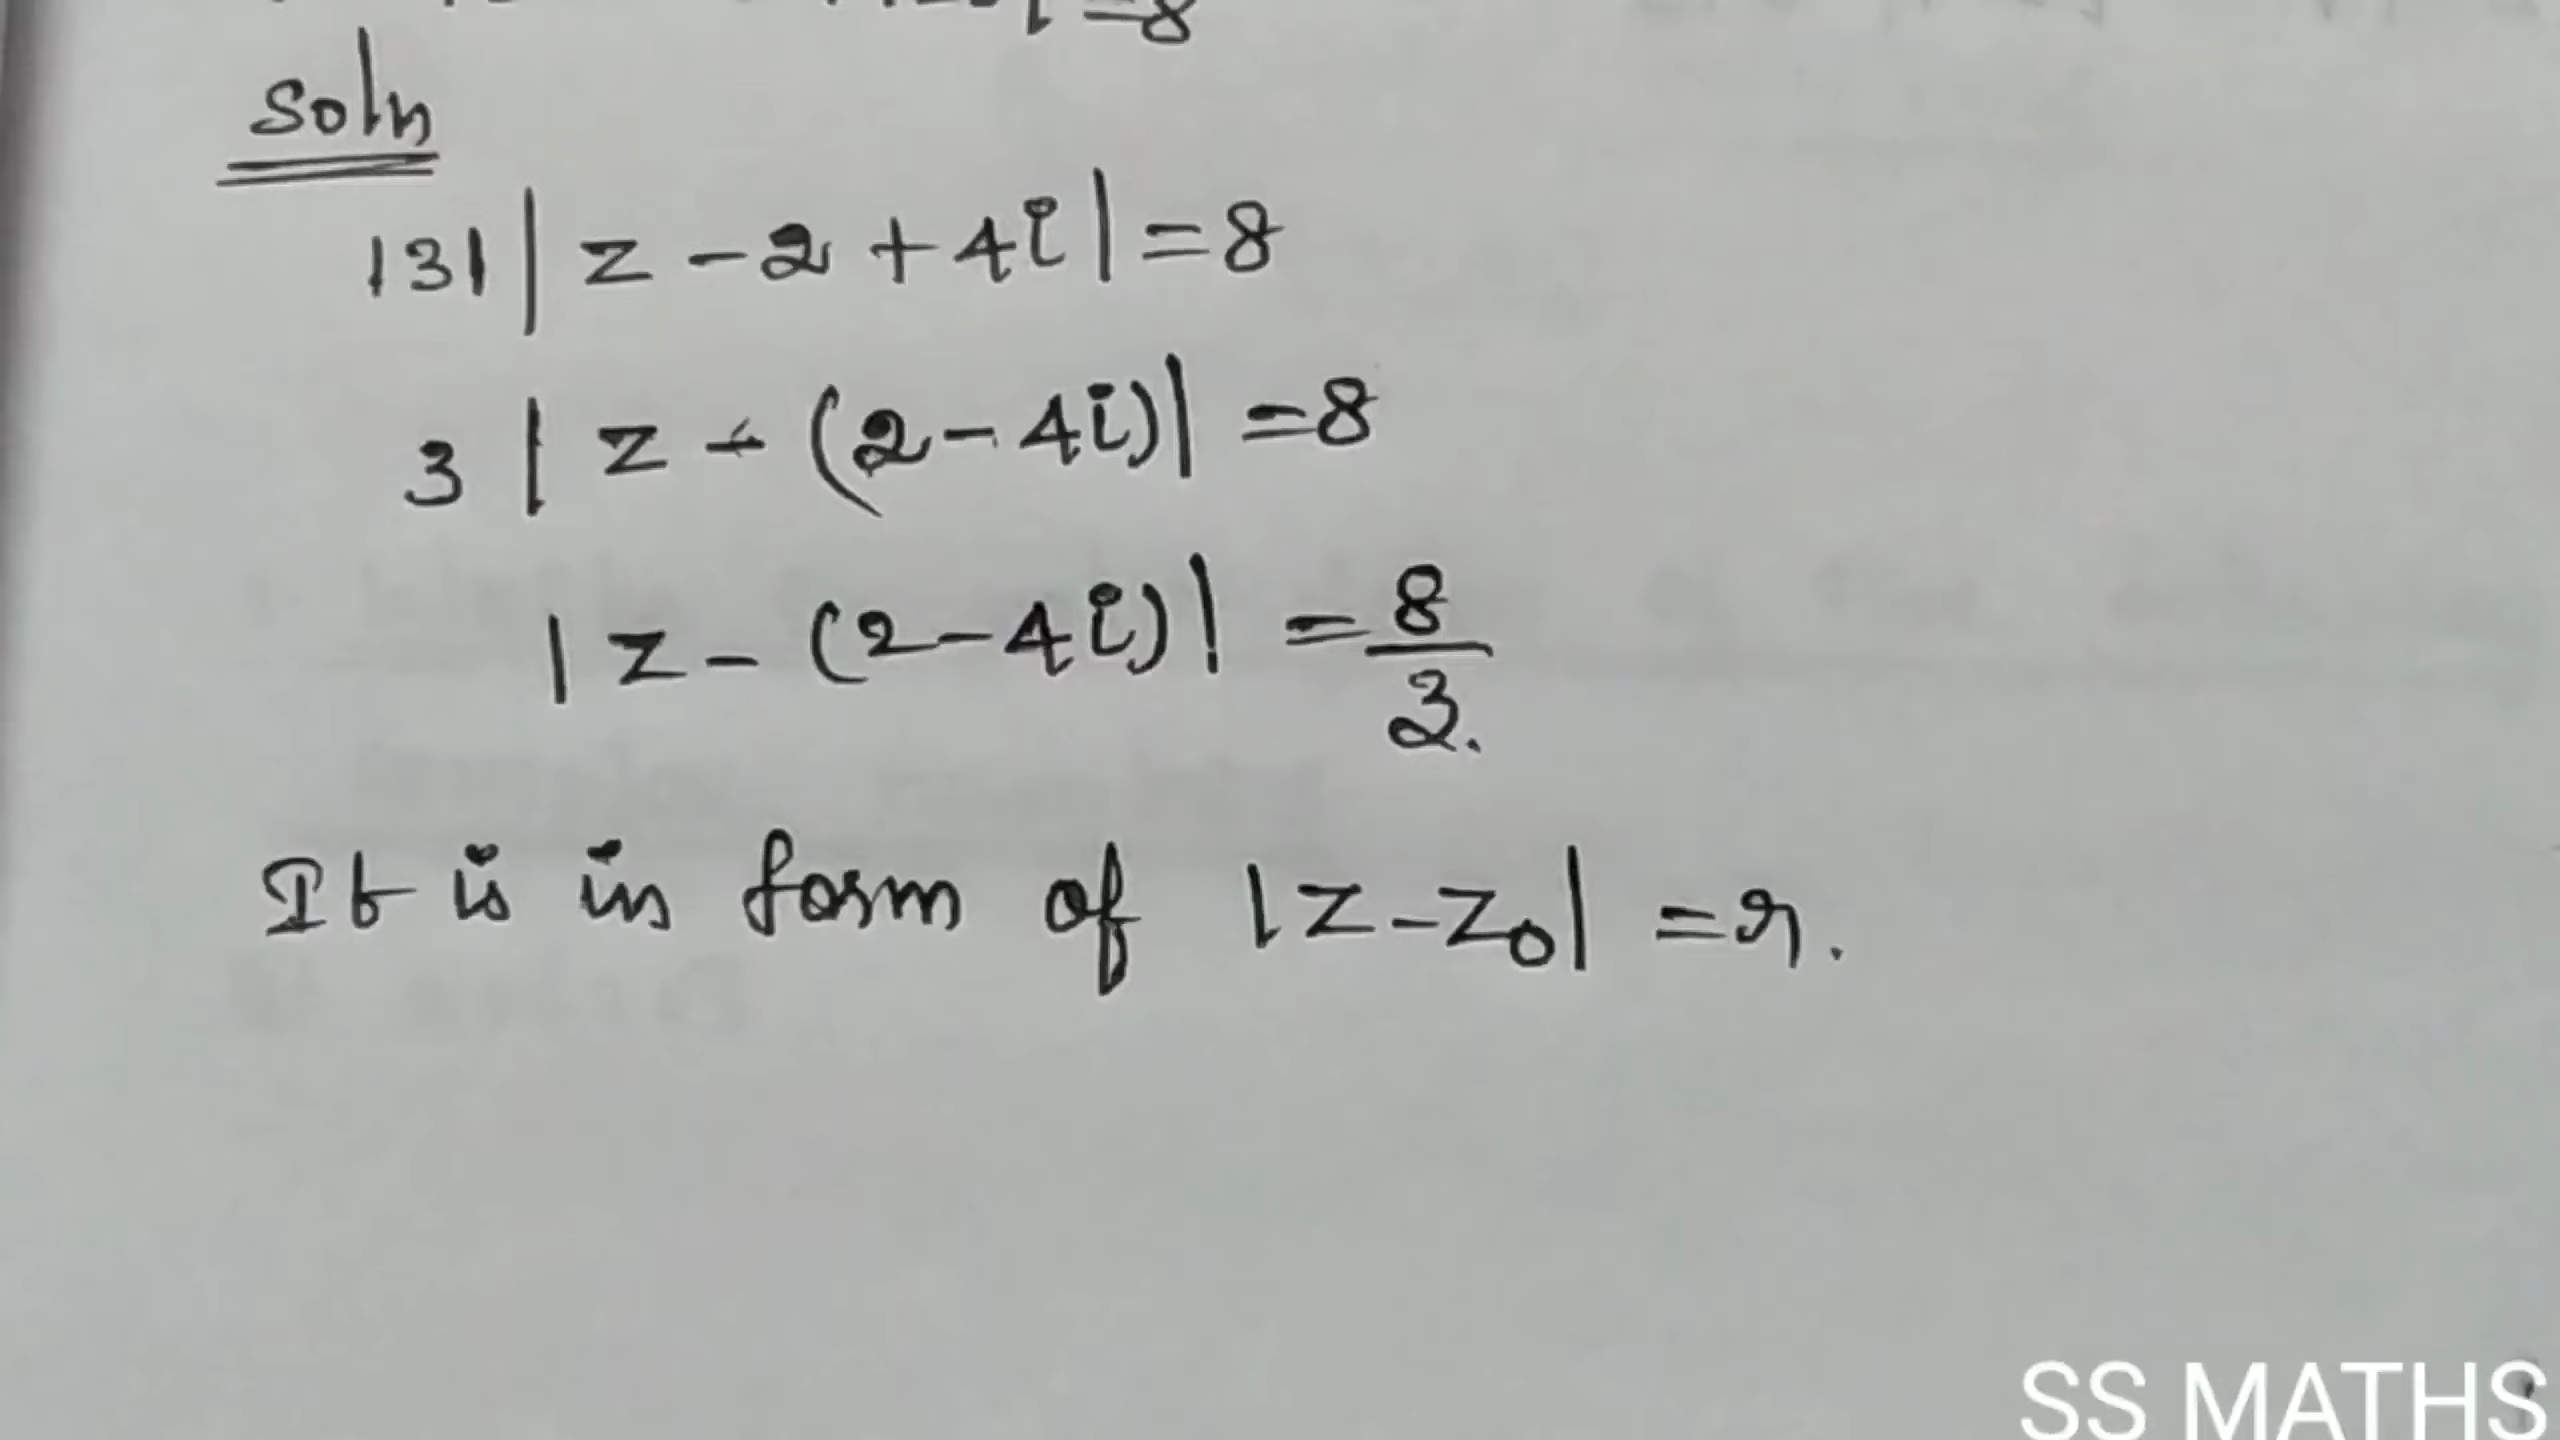 =8
Soln
|3| |z-2+4i|=8
3 |z-(2-4i)|=8
|z-(2-4i)|=8/3.
It is in form of |z-z₀|=r.
SS MATHS